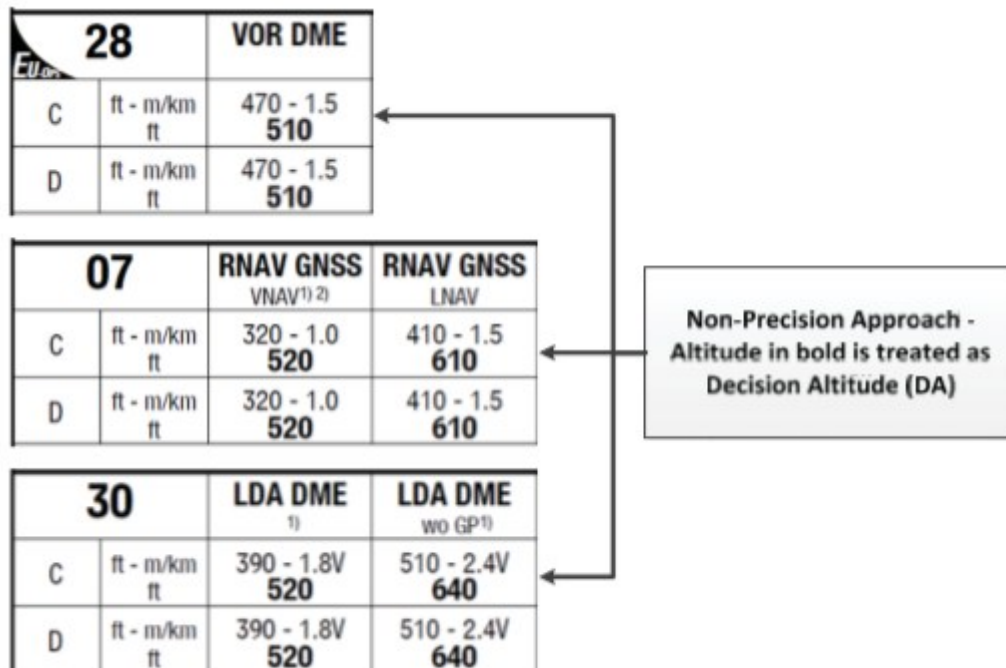 28 VOR DME
EU-OPS
C ft - m/km 470 - 1.5
ft 510
D ft - m/km 470 - 1.5
ft 510
07 RNAV GNSS RNAV GNSS
VNAV1) 2) LNAV
C ft - m/km 320 - 1.0 410 - 1.5
ft 520 610
D ft - m/km 320 - 1.0 410 - 1.5
ft 520 610
30 LDA DME LDA DME
1) wo GP1)
C ft - m/km 390 - 1.8V 510 - 2.4V
ft 520 640
D ft - m/km 390 - 1.8V 510 - 2.4V
ft 520 640
Non-Precision Approach -
Altitude in bold is treated as
Decision Altitude (DA)